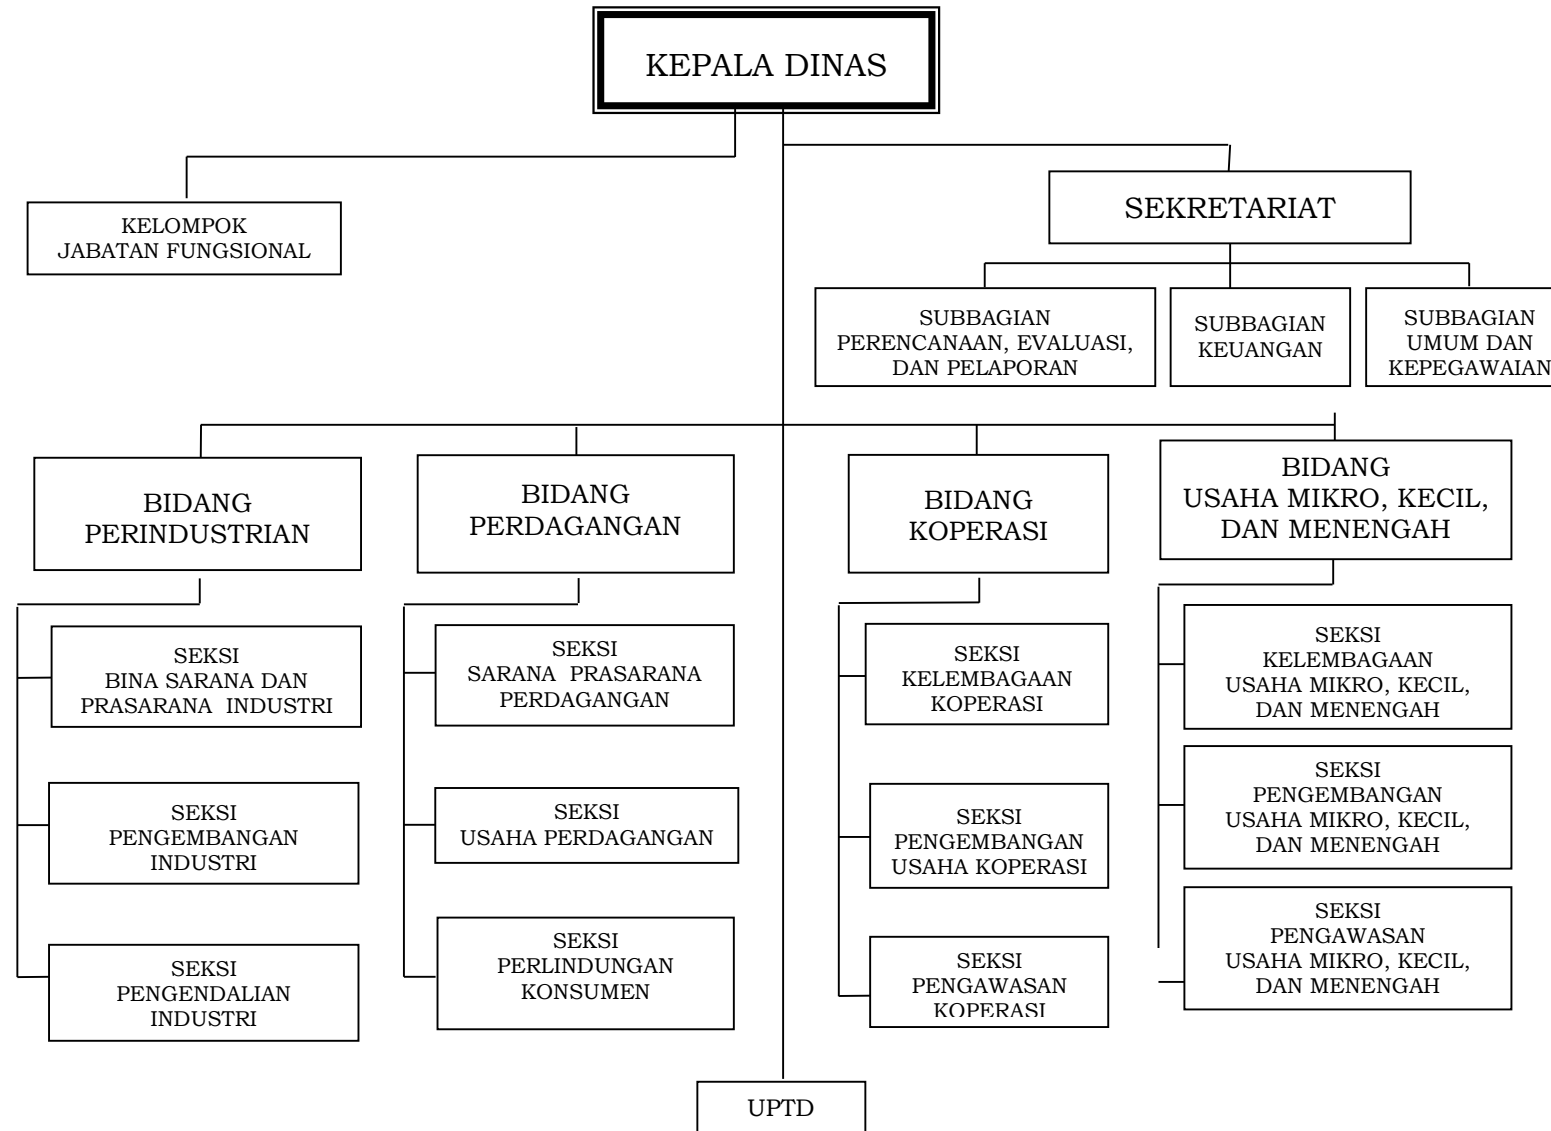 KEPALA DINAS
KELOMPOK
JABATAN FUNGSIONAL
SEKRETARIAT
SUBBAGIAN
PERENCANAAN, EVALUASI,
DAN PELAPORAN
SUBBAGIAN
KEUANGAN
SUBBAGIAN
UMUM DAN
KEPEGAWAIAN
BIDANG
PERINDUSTRIAN
BIDANG
PERDAGANGAN
BIDANG
KOPERASI
BIDANG
USAHA MIKRO, KECIL,
DAN MENENGAH
SEKSI
BINA SARANA DAN
PRASARANA INDUSTRI
SEKSI
PENGEMBANGAN
INDUSTRI
SEKSI
PENGENDALIAN
INDUSTRI
SEKSI
SARANA PRASARANA
PERDAGANGAN
SEKSI
USAHA PERDAGANGAN
SEKSI
PERLINDUNGAN
KONSUMEN
SEKSI
KELEMBAGAAN
KOPERASI
SEKSI
PENGEMBANGAN
USAHA KOPERASI
SEKSI
PENGAWASAN
KOPERASI
SEKSI
KELEMBAGAAN
USAHA MIKRO, KECIL,
DAN MENENGAH
SEKSI
PENGEMBANGAN
USAHA MIKRO, KECIL,
DAN MENENGAH
SEKSI
PENGAWASAN
USAHA MIKRO, KECIL,
DAN MENENGAH
UPTD